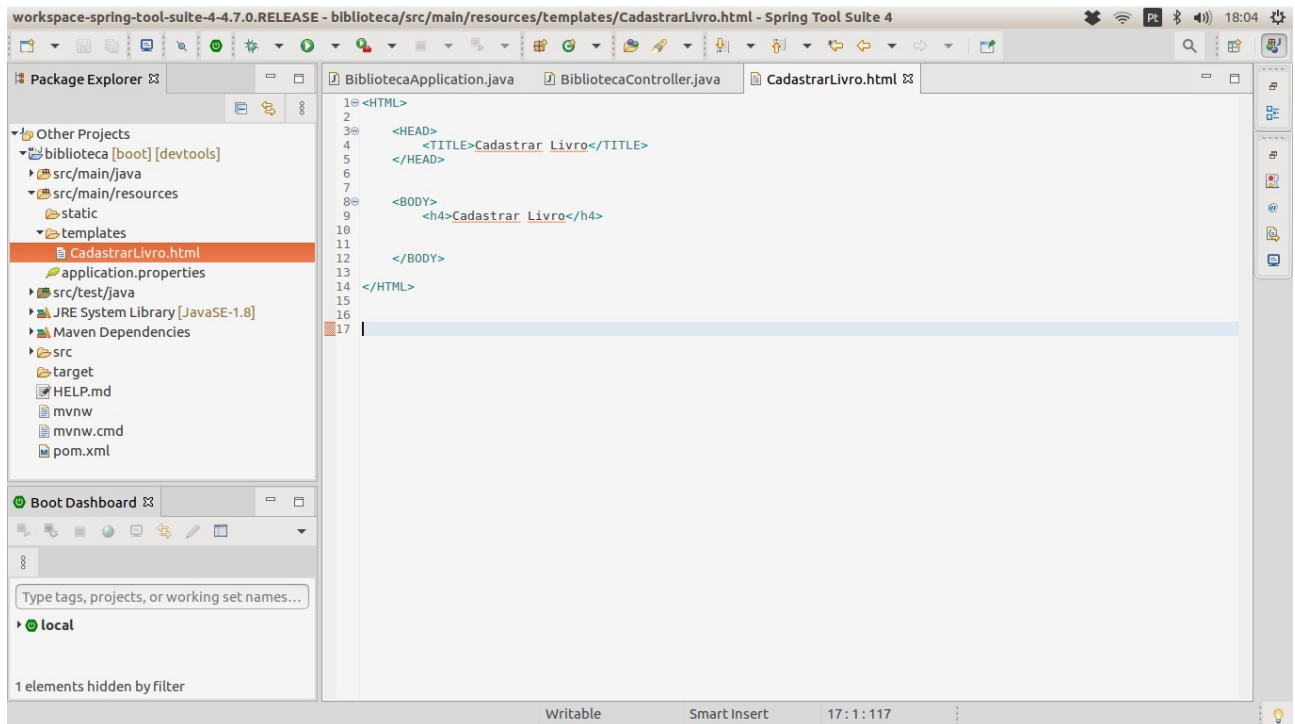 workspace-spring-tool-suite-4-4.7.0.RELEASE - biblioteca/src/main/resources/templates/CadastrarLivro.html - Spring Tool Suite 4
Pt
18:04
Package Explorer
Other Projects
biblioteca [boot] [devtools]
src/main/java
src/main/resources
static
templates
CadastrarLivro.html
application.properties
src/test/java
JRE System Library [JavaSE-1.8]
Maven Dependencies
src
target
HELP.md
mvnw
mvnw.cmd
pom.xml
Boot Dashboard
Type tags, projects, or working set names...
local
1 elements hidden by filter
BibliotecaApplication.java BibliotecaController.java CadastrarLivro.html
1 <HTML>
2
3 <HEAD>
4 <TITLE>Cadastrar Livro</TITLE>
5 </HEAD>
6
7
8 <BODY>
9 <h4>Cadastrar Livro</h4>
10
11
12 </BODY>
13
14 </HTML>
15
16
17
Writable Smart Insert 17:1:117